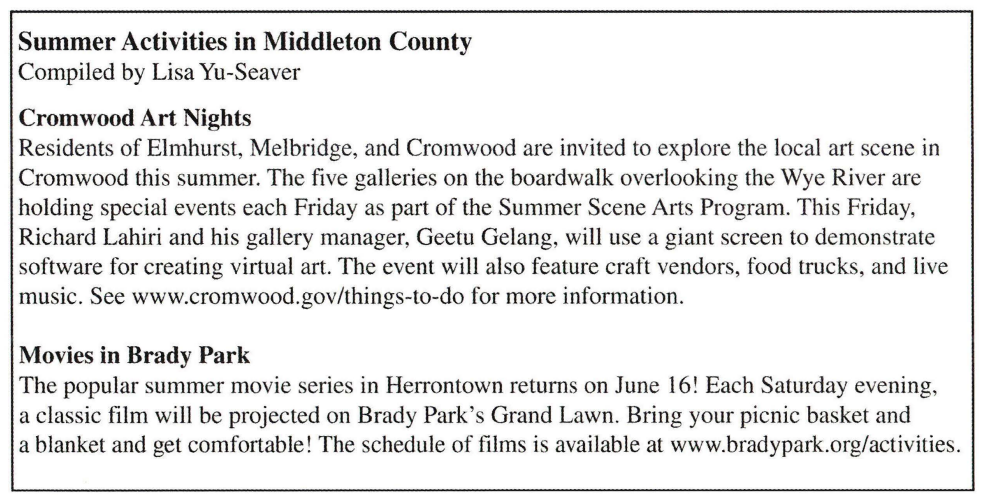 Summer Activities in Middleton County
Compiled by Lisa Yu-Seaver
Cromwood Art Nights
Residents of Elmhurst, Melbridge, and Cromwood are invited to explore the local art scene in
Cromwood this summer. The five galleries on the boardwalk overlooking the Wye River are
holding special events each Friday as part of the Summer Scene Arts Program. This Friday,
Richard Lahiri and his gallery manager, Geetu Gelang, will use a giant screen to demonstrate
software for creating virtual art. The event will also feature craft vendors, food trucks, and live
music. See www.cromwood.gov/things-to-do for more information.
Movies in Brady Park
The popular summer movie series in Herrontown returns on June 16! Each Saturday evening,
a classic film will be projected on Brady Park's Grand Lawn. Bring your picnic basket and
a blanket and get comfortable! The schedule of films is available at www.bradypark.org/activities.